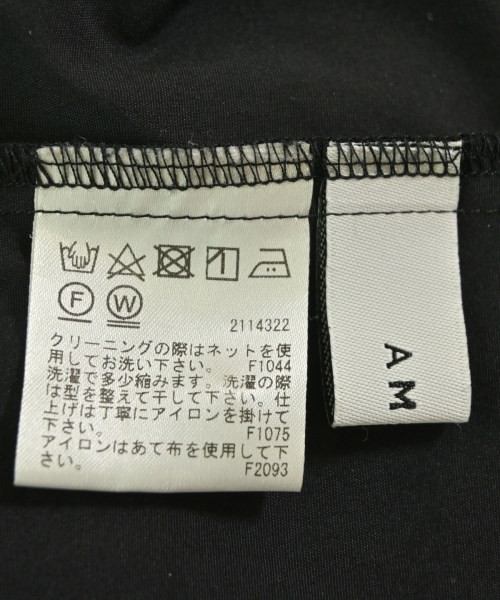 F W
2114322
クリーニングの際はネットを使
用してお洗い下さい。 F1044
洗濯で多少縮みます。洗濯の際
は型を整えて干して下さい。仕
上げは丁寧にアイロンを掛けて
下さい。 F1075
アイロンはあて布を使用して下
さい。 F2093
AM